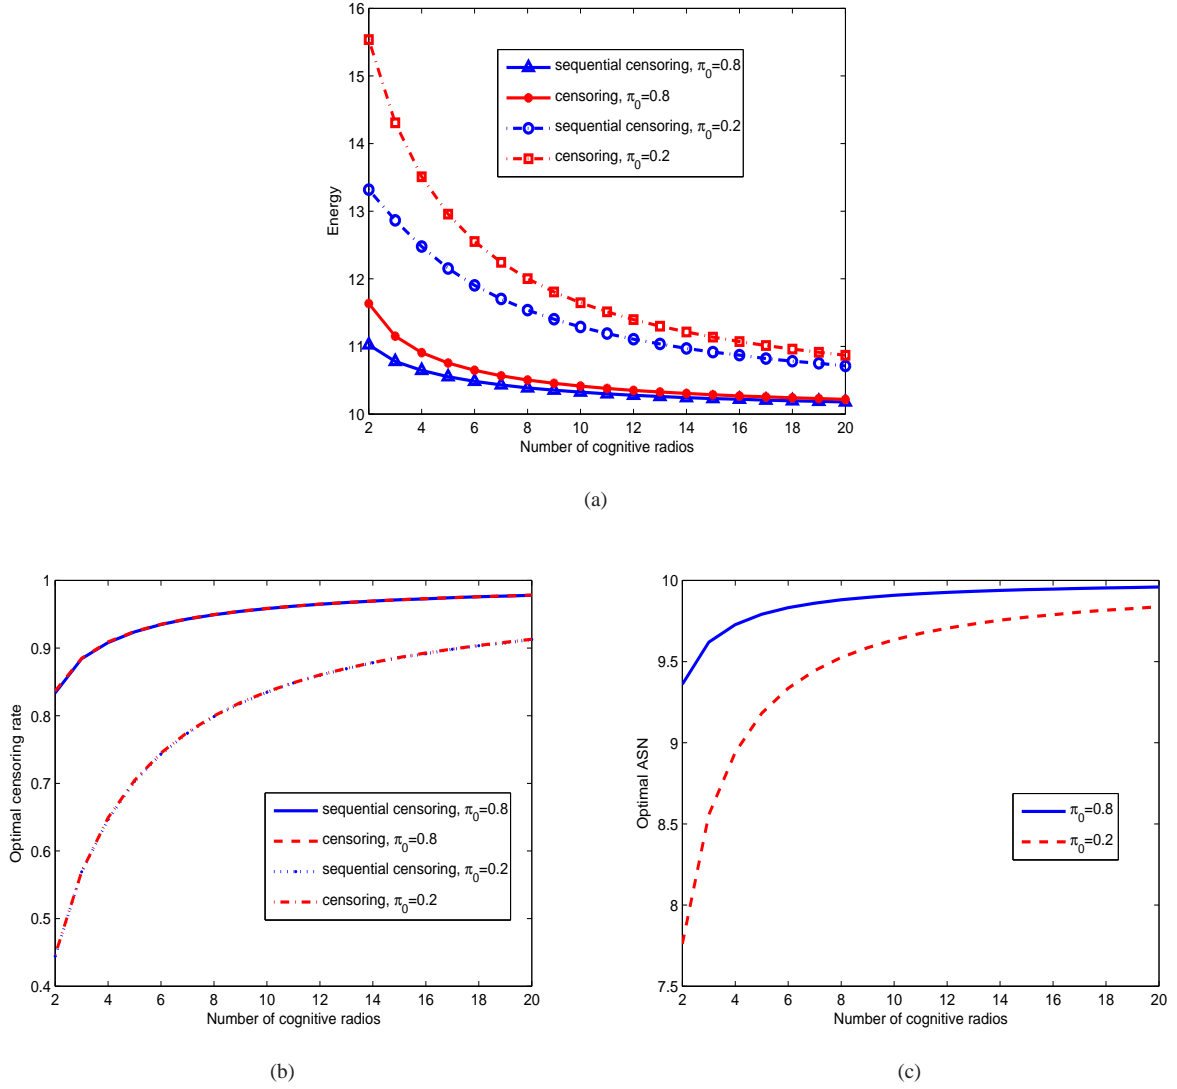 16
15
14
13
12
11
10
Energy
sequential censoring, π0=0.8
censoring, π0=0.8
sequential censoring, π0=0.2
censoring, π0=0.2
2 4 6 8 10 12 14 16 18 20
Number of cognitive radios
(a)
1
0.9
0.8
0.7
0.6
0.5
0.4
Optimal censoring rate
sequential censoring, π0=0.8
censoring, π0=0.8
sequential censoring, π0=0.2
censoring, π0=0.2
2 4 6 8 10 12 14 16 18 20
Number of cognitive radios
(b)
10
9.5
9
8.5
8
7.5
Optimal ASN
π0=0.8
π0=0.2
2 4 6 8 10 12 14 16 18 20
Number of cognitive radios
(c)